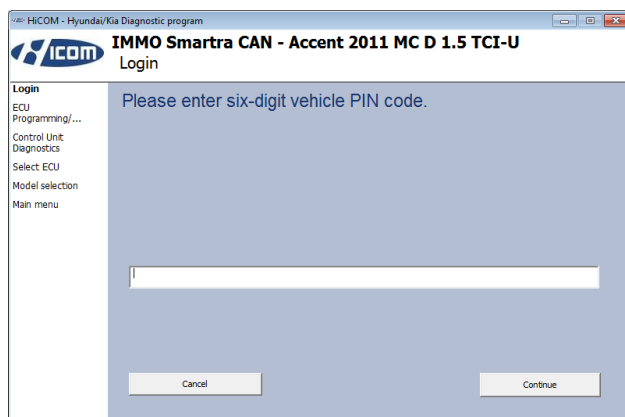 HiCOM - Hyundai/Kia Diagnostic program
HICOM
IMMO Smartra CAN - Accent 2011 MC D 1.5 TCI-U
Login
Login
ECU
Programming/...
Control Unit
Diagnostics
Select ECU
Model selection
Main menu
Please enter six-digit vehicle PIN code.
Cancel
Continue